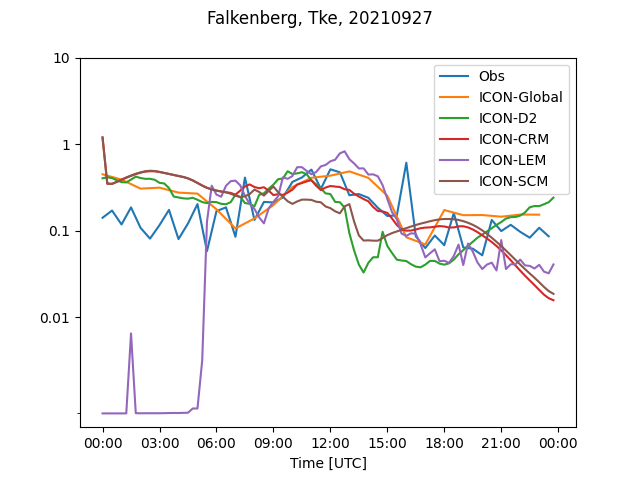 Falkenberg, Tke, 20210927
10
1
0.1
0.01
Obs
ICON-Global
ICON-D2
ICON-CRM
ICON-LEM
ICON-SCM
00:00 03:00 06:00 09:00 12:00 15:00 18:00 21:00 00:00
Time [UTC]